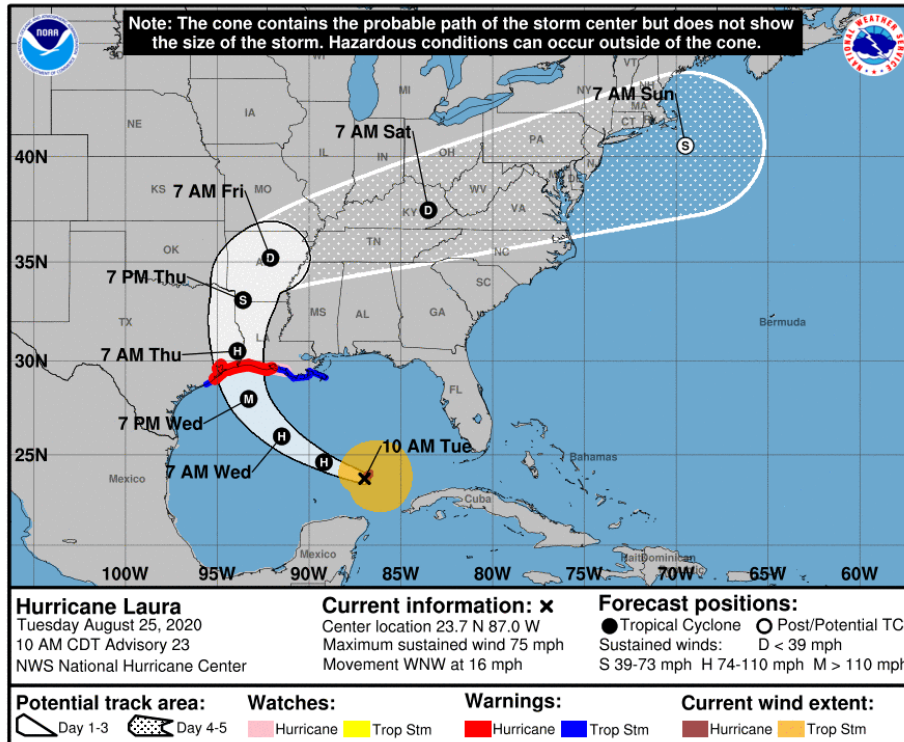 Note: The cone contains the probable path of the storm center but does not show
the size of the storm. Hazardous conditions can occur outside of the cone.
NOAA
NATIONAL WEATHER SERVICE
SD
WI
VT
NH
MI
NY
MA
7 AM Sun
CT
NE
IA
7 AM Sat
PA
40N
IL
IN
OH
7 AM Fri
KS
MO
WV
DE
KY
VA
D
S
OK
TN
NC
35N
D
7 PM Thu
S
SC
MS
AL
GA
TX
LA
Bermuda
7 AM Thu
H
30N
FL
M
7 PM Wed
H
10 AM Tue
25N
7 AM Wed
H
Bahamas
Mexico
Cuba
Mexico
100W
95W
90W
85W
80W
75W
70W
65W
60W
Hurricane Laura
Tuesday August 25, 2020
10 AM CDT Advisory 23
NWS National Hurricane Center
Current information: ×
Center location 23.7 N 87.0 W
Maximum sustained wind 75 mph
Movement WNW at 16 mph
Forecast positions:
Tropical Cyclone Post/Potential TC
Sustained winds: D < 39 mph
S 39-73 mph H 74-110 mph M > 110 mph
Potential track area:
Day 1-3 Day 4-5
Watches:
Hurricane Trop Stm
Warnings:
Hurricane Trop Stm
Current wind extent:
Hurricane Trop Stm